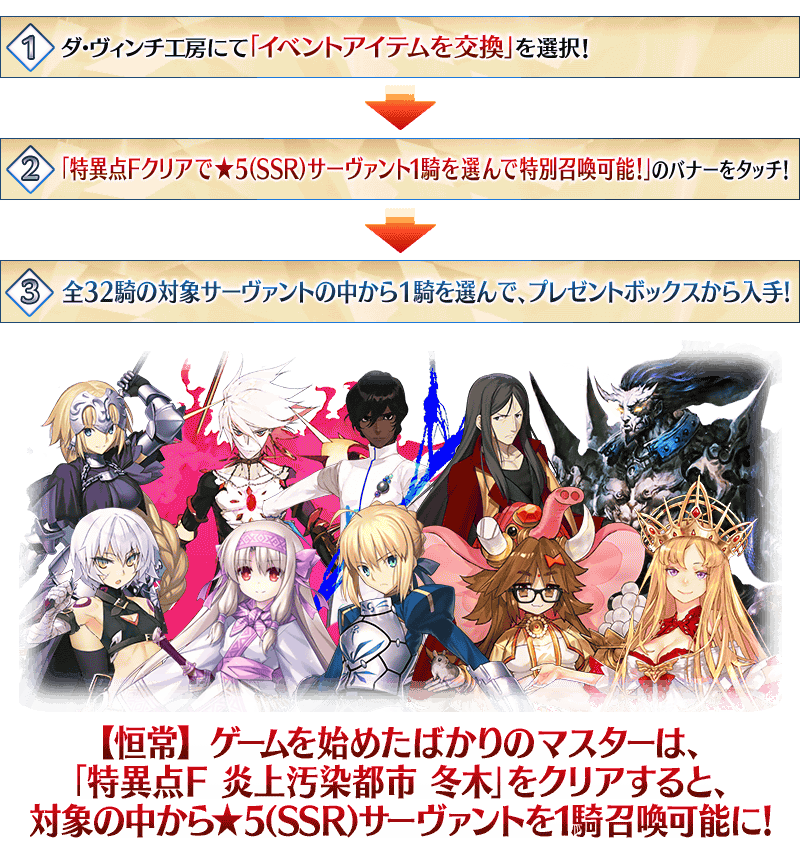 1 ダ・ヴィンチ工房にて「イベントアイテムを交換」を選択!
2 「特異点Fクリアで★5(SSR)サーヴァント1騎を選んで特別召喚可能!」のバナーをタッチ!
3 全32騎の対象サーヴァントの中から1騎を選んで、プレゼントボックスから入手!
【恒常】ゲームを始めたばかりのマスターは、
「特異点F 炎上汚染都市 冬木」をクリアすると、
対象の中から★5(SSR)サーヴァントを1騎召喚可能に!